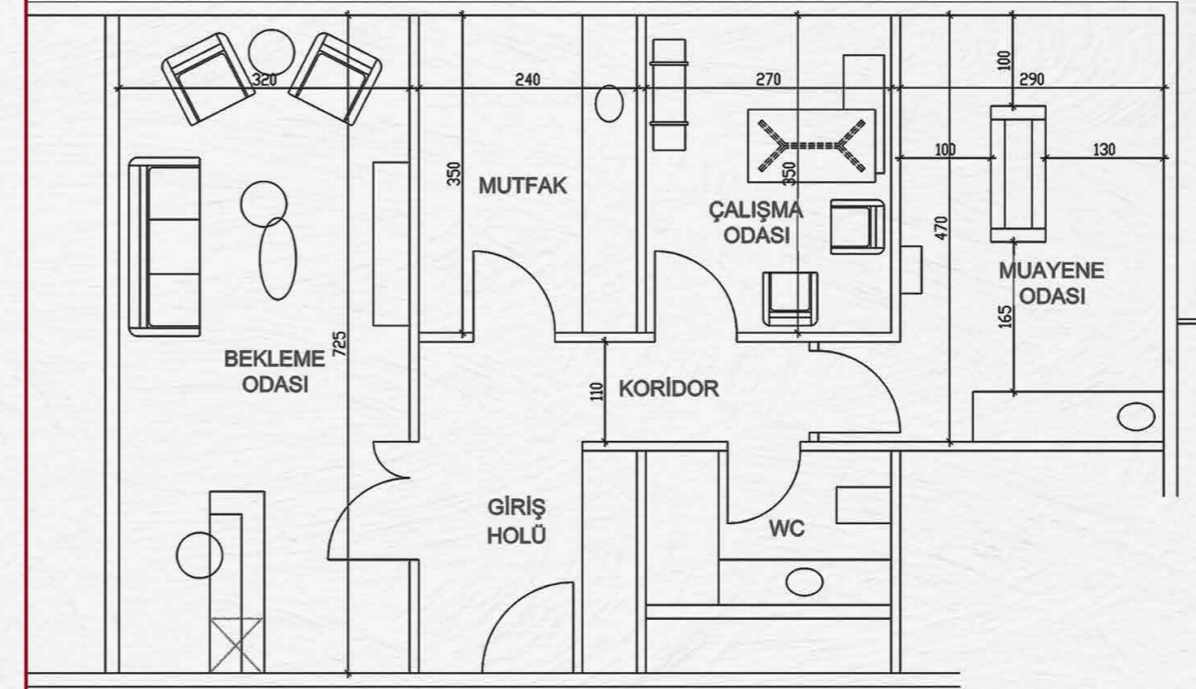 320
240
270
290
100
100
130
350
350
470
165
725
110
MUTFAK
ÇALIŞMA
ODASI
MUAYENE
ODASI
BEKLEME
ODASI
KORİDOR
GİRİŞ
HOLÜ
WC